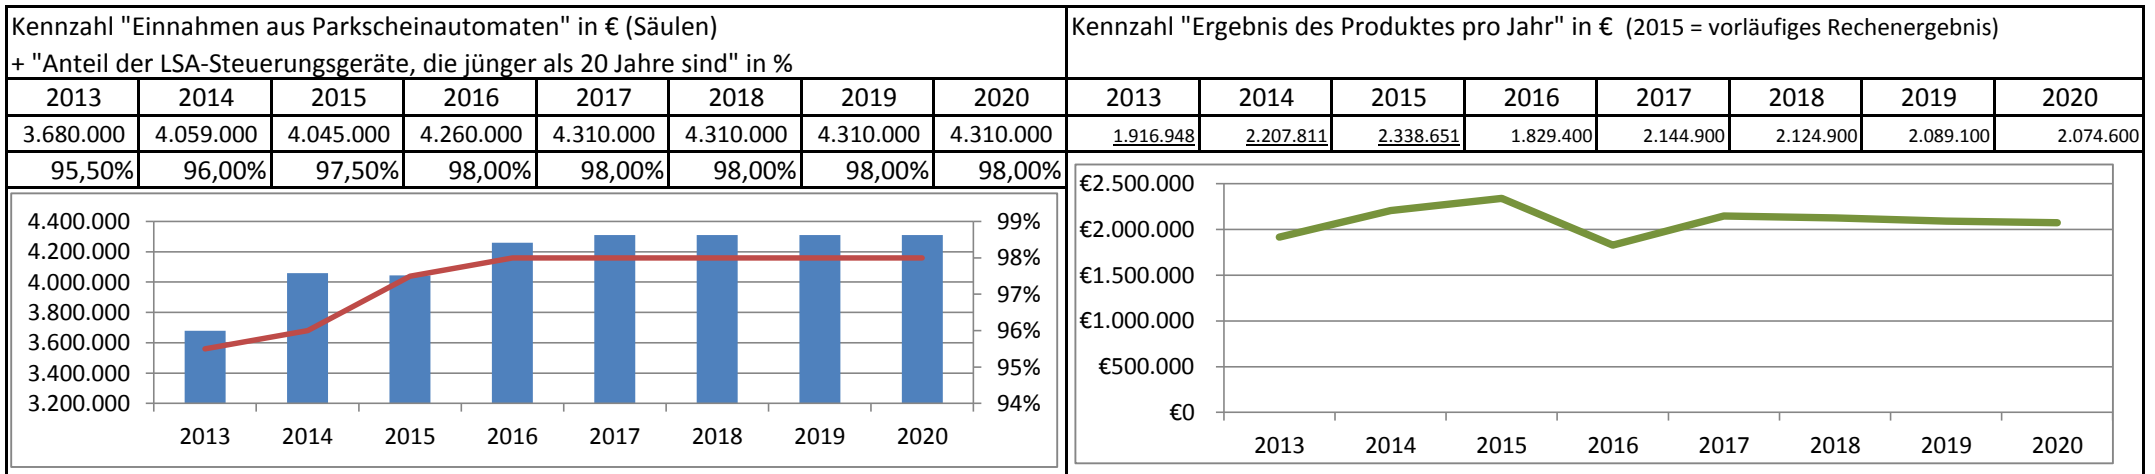 Kennzahl "Einnahmen aus Parkscheinautomaten" in € (Säulen)
+ "Anteil der LSA-Steuerungsgeräte, die jünger als 20 Jahre sind" in %
2013 2014 2015 2016 2017 2018 2019 2020
3.680.000 4.059.000 4.045.000 4.260.000 4.310.000 4.310.000 4.310.000 4.310.000
95,50% 96,00% 97,50% 98,00% 98,00% 98,00% 98,00% 98,00%
4.400.000 99%
4.200.000 98%
4.000.000 97%
3.800.000 96%
3.600.000 95%
3.400.000 94%
3.200.000
2013 2014 2015 2016 2017 2018 2019 2020
Kennzahl "Ergebnis des Produktes pro Jahr" in € (2015 = vorläufiges Rechenergebnis)
2013 2014 2015 2016 2017 2018 2019 2020
1.916.948 2.207.811 2.338.651 1.829.400 2.144.900 2.124.900 2.089.100 2.074.600
€2.500.000
€2.000.000
€1.500.000
€1.000.000
€500.000
€0
2013 2014 2015 2016 2017 2018 2019 2020